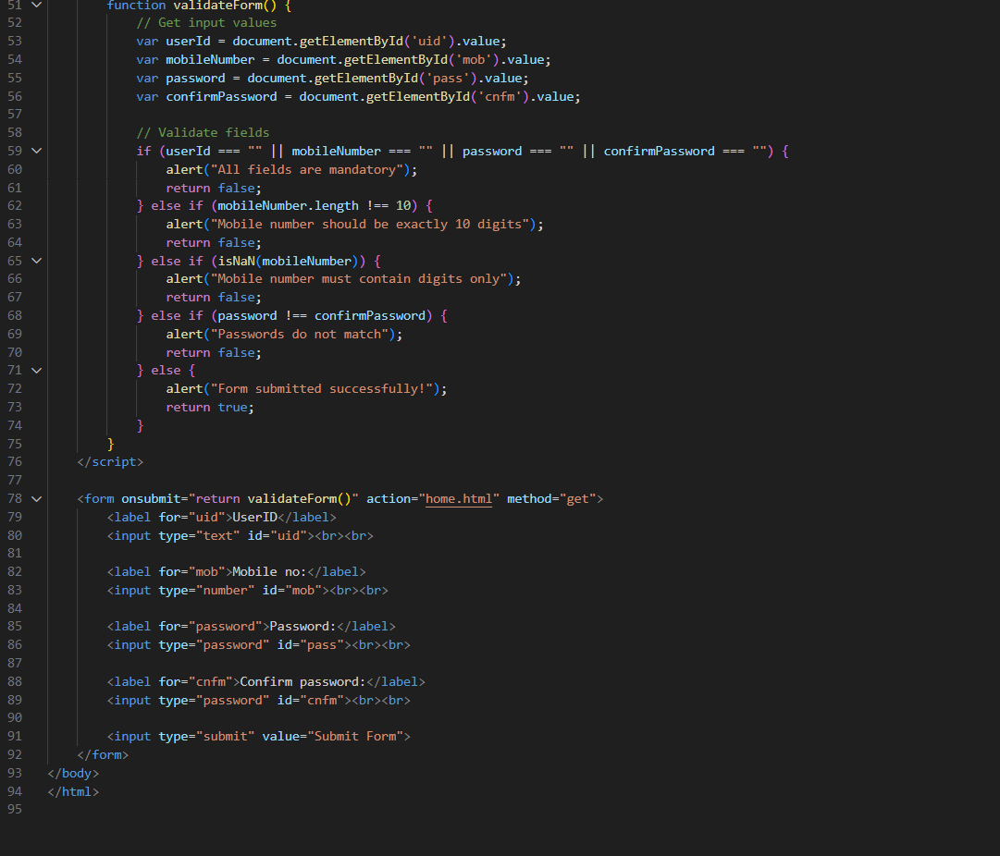 51 function validateForm() {
52 // Get input values
53 var userId = document.getElementById('uid').value;
54 var mobileNumber = document.getElementById('mob').value;
55 var password = document.getElementById('pass').value;
56 var confirmPassword = document.getElementById('cnfm').value;
57
58 // Validate fields
59 if (userId === "" || mobileNumber === "" || password === "" || confirmPassword === "") {
60 alert("All fields are mandatory");
61 return false;
62 } else if (mobileNumber.length !== 10) {
63 alert("Mobile number should be exactly 10 digits");
64 return false;
65 } else if (isNaN(mobileNumber)) {
66 alert("Mobile number must contain digits only");
67 return false;
68 } else if (password !== confirmPassword) {
69 alert("Passwords do not match");
70 return false;
71 } else {
72 alert("Form submitted successfully!");
73 return true;
74 }
75 }
76 </script>
77
78 <form onsubmit="return validateForm()" action="home.html" method="get">
79 <label for="uid">UserID</label>
80 <input type="text" id="uid"><br><br>
81
82 <label for="mob">Mobile no:</label>
83 <input type="number" id="mob"><br><br>
84
85 <label for="password">Password:</label>
86 <input type="password" id="pass"><br><br>
87
88 <label for="cnfm">Confirm password:</label>
89 <input type="password" id="cnfm"><br><br>
90
91 <input type="submit" value="Submit Form">
92 </form>
93 </body>
94 </html>
95